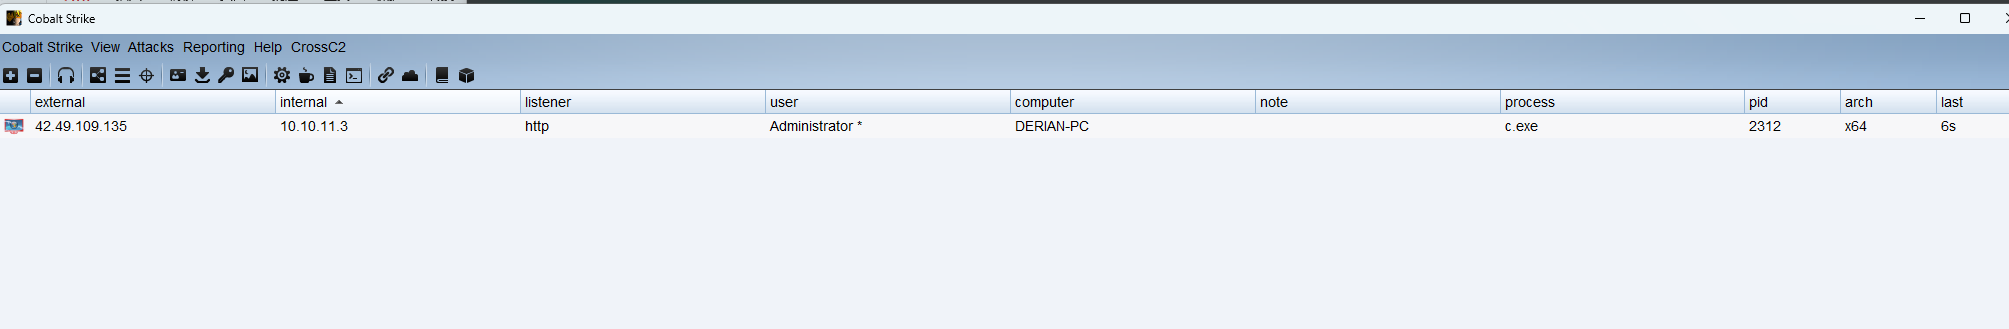 Cobalt Strike
Cobalt Strike View Attacks Reporting Help CrossC2
external internal listener user computer note process pid arch last
42.49.109.135 10.10.11.3 http Administrator * DERIAN-PC c.exe 2312 x64 6s